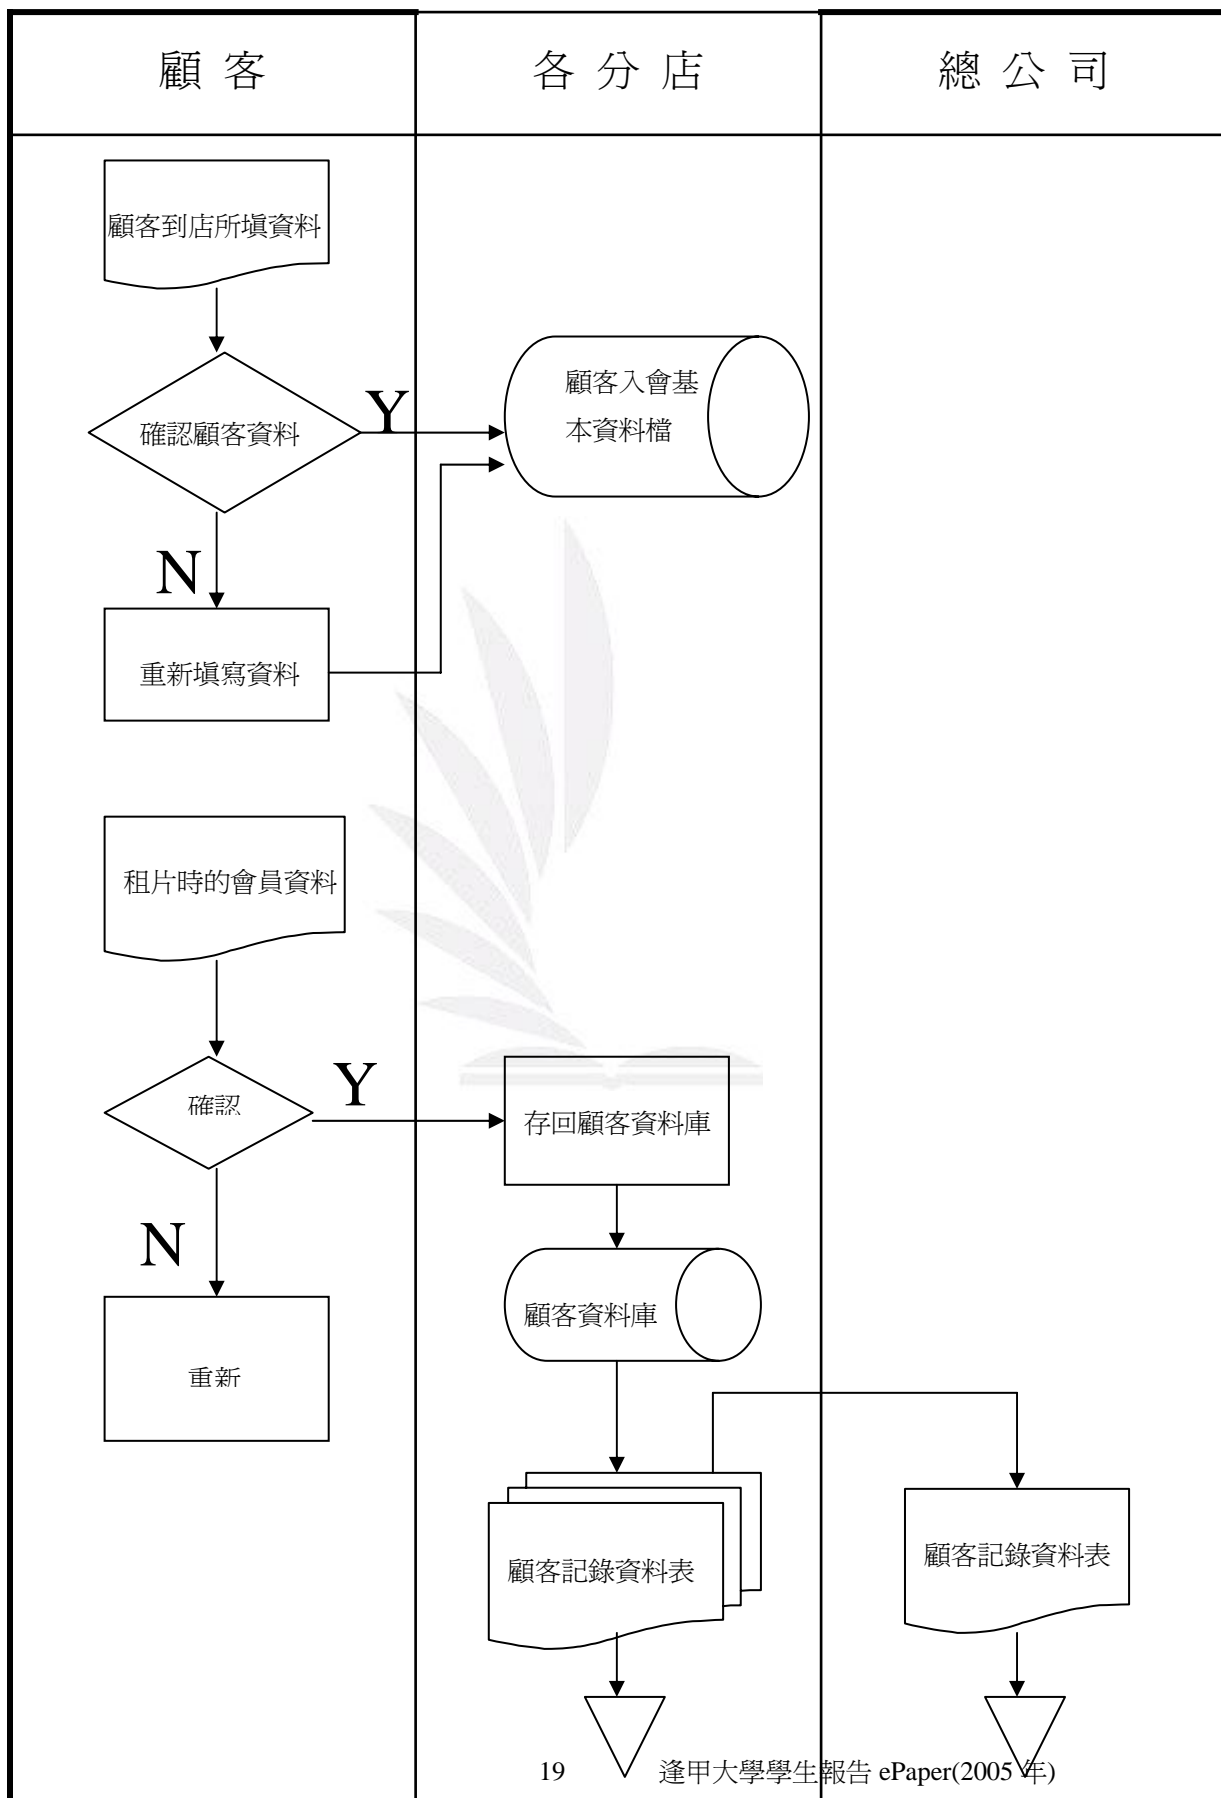 顧 客
各 分 店
總 公 司
顧客到店所填資料
確認顧客資料
Y
顧客入會基
本資料檔
N
重新填寫資料
租片時的會員資料
確認
Y
存回顧客資料庫
N
顧客資料庫
重新
顧客記錄資料表
顧客記錄資料表
19 逢甲大學學生報告 ePaper(2005 年)